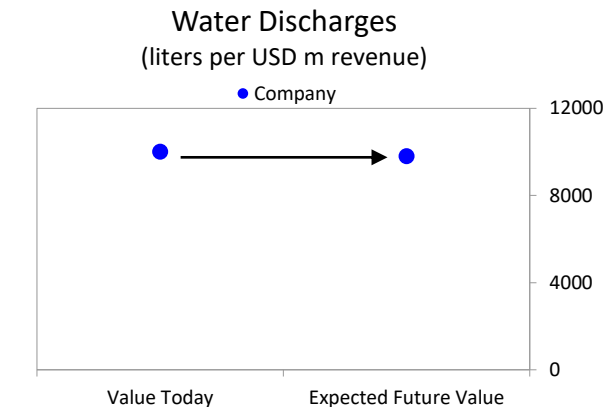 Water Discharges
(liters per USD m revenue)
Company
12000
8000
4000
0
Value Today Expected Future Value